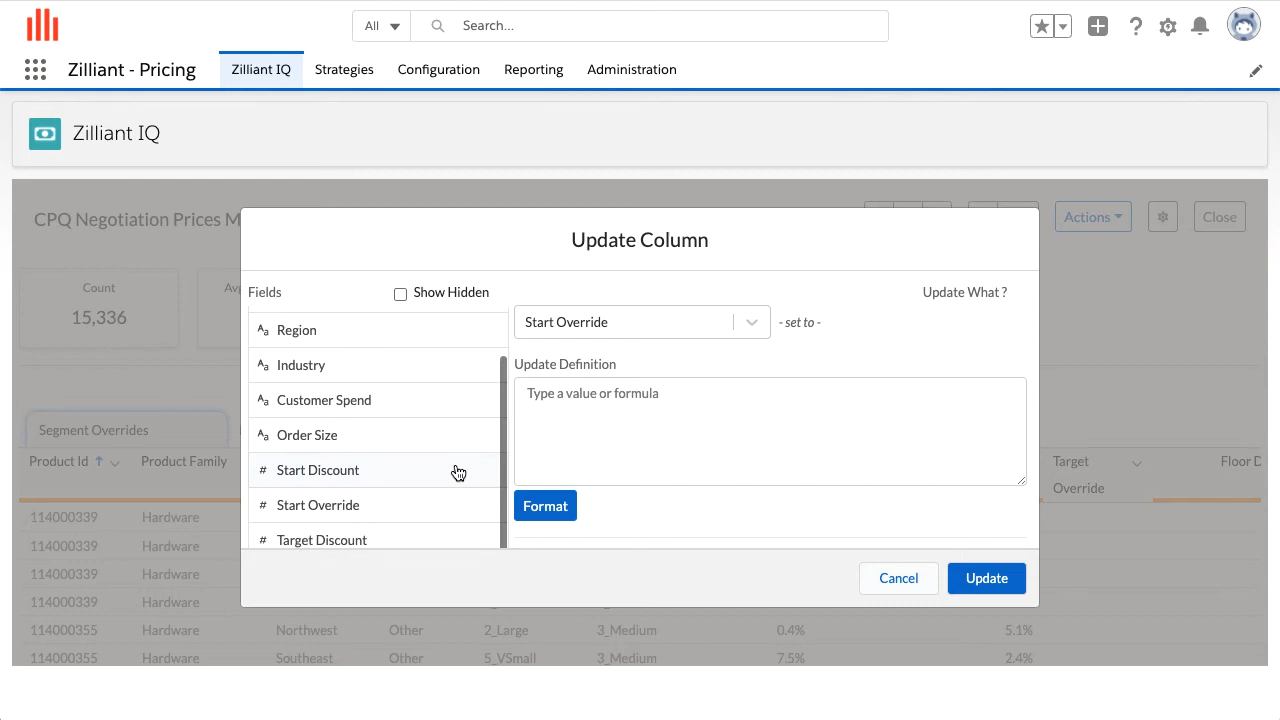 All
Search...
Zilliant - Pricing
Zilliant IQ
Strategies
Configuration
Reporting
Administration
Zilliant IQ
CPQ Negotiation Prices M
Actions
Close
Count
15,336
Segment Overrides
Product Id
Product Family
Target
Override
Floor D
114000339 Hardware
114000339 Hardware
114000339 Hardware
114000339 Hardware
114000355 Hardware Northwest Other 2_Large 3_Medium 0.4% 5.1%
114000355 Hardware Southeast Other 5_VSmall 3_Medium 7.5% 2.4%
Update Column
Fields
Show Hidden
Update What ?
Region
Industry
Customer Spend
Order Size
# Start Discount
# Start Override
# Target Discount
Start Override
- set to -
Update Definition
Type a value or formula
Format
Cancel
Update